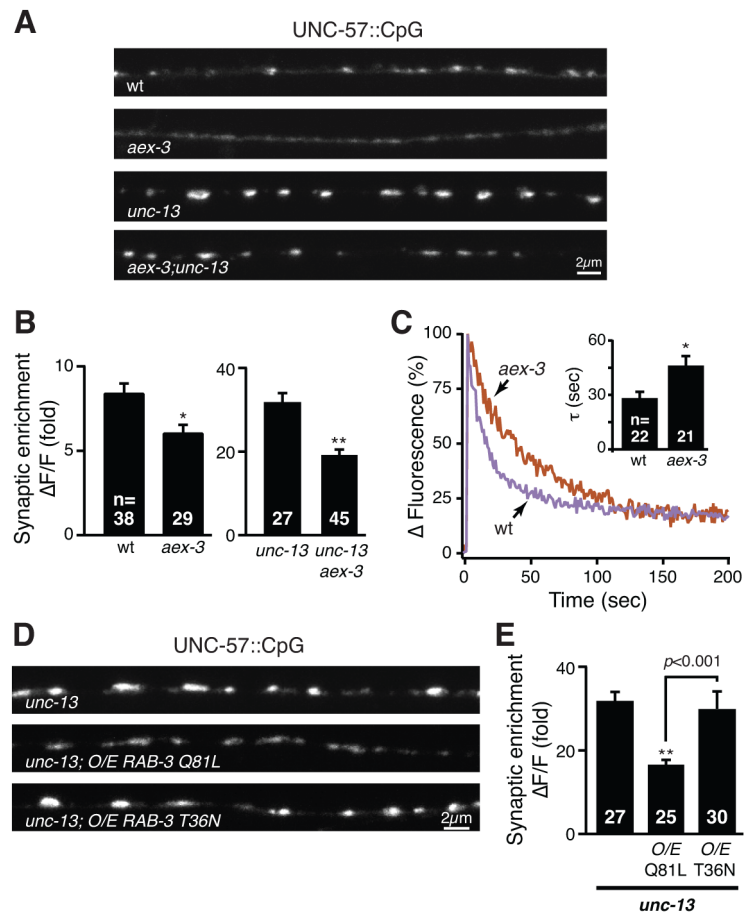 A
UNC-57::CpG
wt
aex-3
unc-13
aex-3;unc-13
2µm
B
Synaptic enrichment
ΔF/F (fold)
10
5
0
n=
38
29
wt
aex-3
*
40
20
0
27
45
**
unc-13
unc-13
aex-3
C
Δ Fluorescence (%)
100
75
50
25
0
aex-3
wt
0
50
100
150
200
Time (sec)
τ (sec)
60
30
0
*
n=
22
21
wt
aex-3
D
UNC-57::CpG
unc-13
unc-13; O/E RAB-3 Q81L
unc-13; O/E RAB-3 T36N
2µm
E
Synaptic enrichment
ΔF/F (fold)
40
20
0
p<0.001
**
27
25
30
O/E
Q81L
O/E
T36N
unc-13